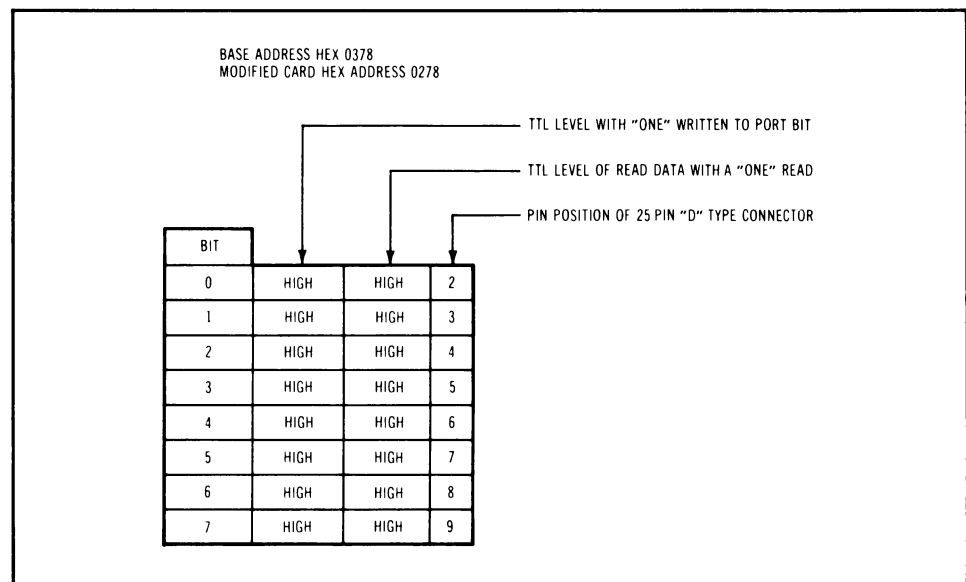 BASE ADDRESS HEX 0378
MODIFIED CARD HEX ADDRESS 0278
TTL LEVEL WITH "ONE" WRITTEN TO PORT BIT
TTL LEVEL OF READ DATA WITH A "ONE" READ
PIN POSITION OF 25 PIN "D" TYPE CONNECTOR
BIT
0 HIGH HIGH 2
1 HIGH HIGH 3
2 HIGH HIGH 4
3 HIGH HIGH 5
4 HIGH HIGH 6
5 HIGH HIGH 7
6 HIGH HIGH 8
7 HIGH HIGH 9